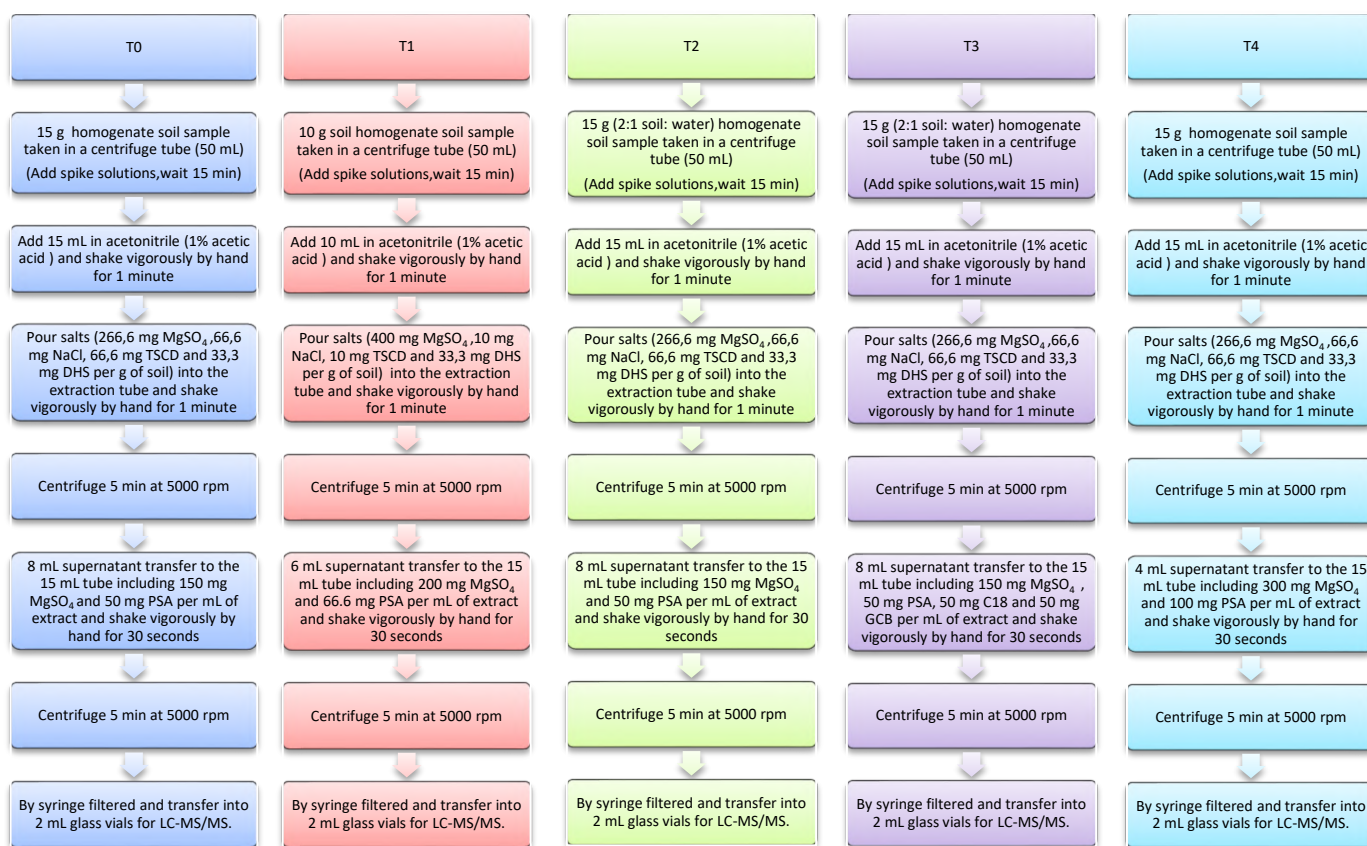 T0
15 g homogenate soil sample
taken in a centrifuge tube (50 mL)
(Add spike solutions,wait 15 min)
Add 15 mL in acetonitrile (1% acetic
acid ) and shake vigorously by hand
for 1 minute
Pour salts (266,6 mg MgSO₄ ,66,6
mg NaCl, 66,6 mg TSCD and 33,3
mg DHS per g of soil) into the
extraction tube and shake
vigorously by hand for 1 minute
Centrifuge 5 min at 5000 rpm
8 mL supernatant transfer to the
15 mL tube including 150 mg
MgSO₄ and 50 mg PSA per mL of
extract and shake vigorously by
hand for 30 seconds
Centrifuge 5 min at 5000 rpm
By syringe filtered and transfer into
2 mL glass vials for LC-MS/MS.
T1
10 g soil homogenate soil sample
taken in a centrifuge tube (50 mL)
(Add spike solutions,wait 15 min)
Add 10 mL in acetonitrile (1% acetic
acid ) and shake vigorously by hand
for 1 minute
Pour salts (400 mg MgSO₄ ,10 mg
NaCl, 10 mg TSCD and 33,3 mg DHS
per g of soil) into the extraction
tube and shake vigorously by hand
for 1 minute
Centrifuge 5 min at 5000 rpm
6 mL supernatant transfer to the 15
mL tube including 200 mg MgSO₄
and 66.6 mg PSA per mL of extract
and shake vigorously by hand for
30 seconds
Centrifuge 5 min at 5000 rpm
By syringe filtered and transfer into
2 mL glass vials for LC-MS/MS.
T2
15 g (2:1 soil: water) homogenate
soil sample taken in a centrifuge
tube (50 mL)
(Add spike solutions,wait 15 min)
Add 15 mL in acetonitrile (1% acetic
acid ) and shake vigorously by hand
for 1 minute
Pour salts (266,6 mg MgSO₄ ,66,6
mg NaCl, 66,6 mg TSCD and 33,3
mg DHS per g of soil) into the
extraction tube and shake
vigorously by hand for 1 minute
Centrifuge 5 min at 5000 rpm
8 mL supernatant transfer to the 15
mL tube including 150 mg MgSO₄
and 50 mg PSA per mL of extract
and shake vigorously by hand for 30
seconds
Centrifuge 5 min at 5000 rpm
By syringe filtered and transfer into
2 mL glass vials for LC-MS/MS.
T3
15 g (2:1 soil: water) homogenate
soil sample taken in a centrifuge
tube (50 mL)
(Add spike solutions,wait 15 min)
Add 15 mL in acetonitrile (1% acetic
acid ) and shake vigorously by hand
for 1 minute
Pour salts (266,6 mg MgSO₄ ,66,6
mg NaCl, 66,6 mg TSCD and 33,3
mg DHS per g of soil) into the
extraction tube and shake
vigorously by hand for 1 minute
Centrifuge 5 min at 5000 rpm
8 mL supernatant transfer to the 15
mL tube including 150 mg MgSO₄ ,
50 mg PSA, 50 mg C18 and 50 mg
GCB per mL of extract and shake
vigorously by hand for 30 seconds
Centrifuge 5 min at 5000 rpm
By syringe filtered and transfer into
2 mL glass vials for LC-MS/MS.
T4
15 g homogenate soil sample
taken in a centrifuge tube (50 mL)
(Add spike solutions,wait 15 min)
Add 15 mL in acetonitrile (1% acetic
acid ) and shake vigorously by hand
for 1 minute
Pour salts (266,6 mg MgSO₄ ,66,6
mg NaCl, 66,6 mg TSCD and 33,3
mg DHS per g of soil) into the
extraction tube and shake
vigorously by hand for 1 minute
Centrifuge 5 min at 5000 rpm
4 mL supernatant transfer to the 15
mL tube including 300 mg MgSO₄
and 100 mg PSA per mL of extract
and shake vigorously by hand for
30 seconds
Centrifuge 5 min at 5000 rpm
By syringe filtered and transfer into
2 mL glass vials for LC-MS/MS.